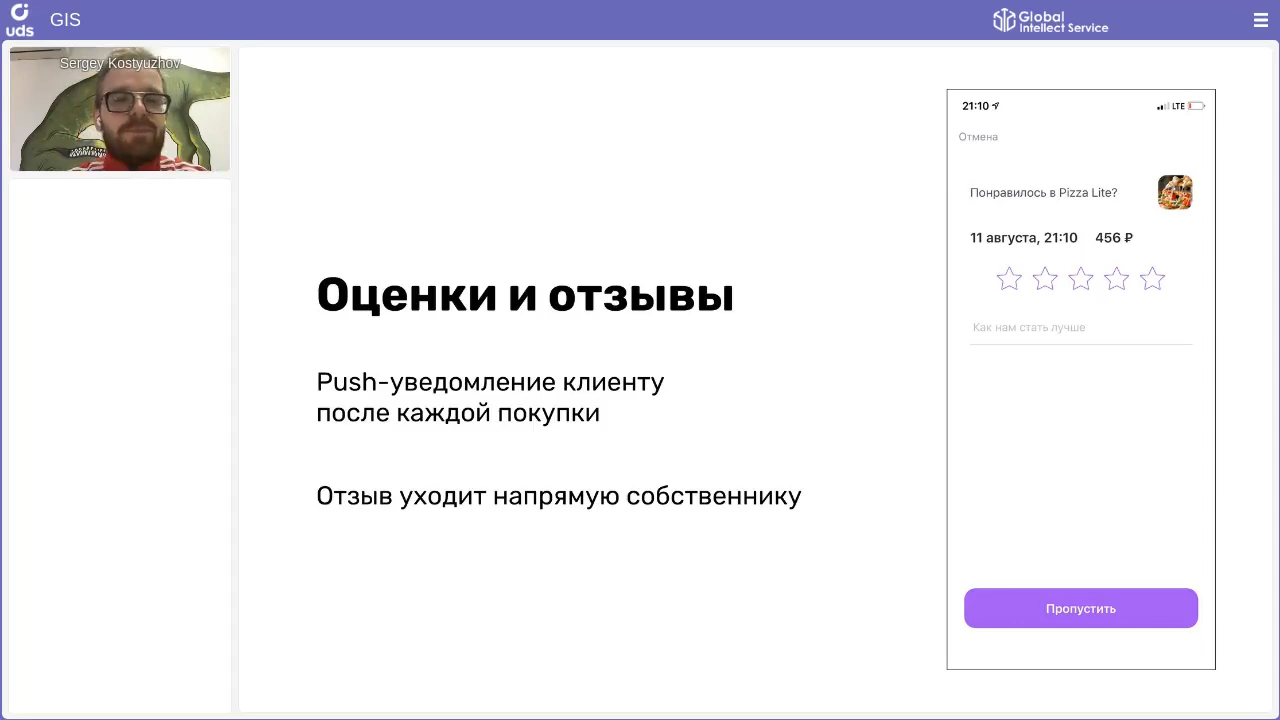 uds
GIS
Global
Intellect Service
Sergey Kostyuzhov
Оценки и отзывы
Push-уведомление клиенту
после каждой покупки
Отзыв уходит напрямую собственнику
21:10
LTE
Отмена
Понравилось в Pizza Lite?
11 августа, 21:10 456 ₽
Как нам стать лучше
Пропустить